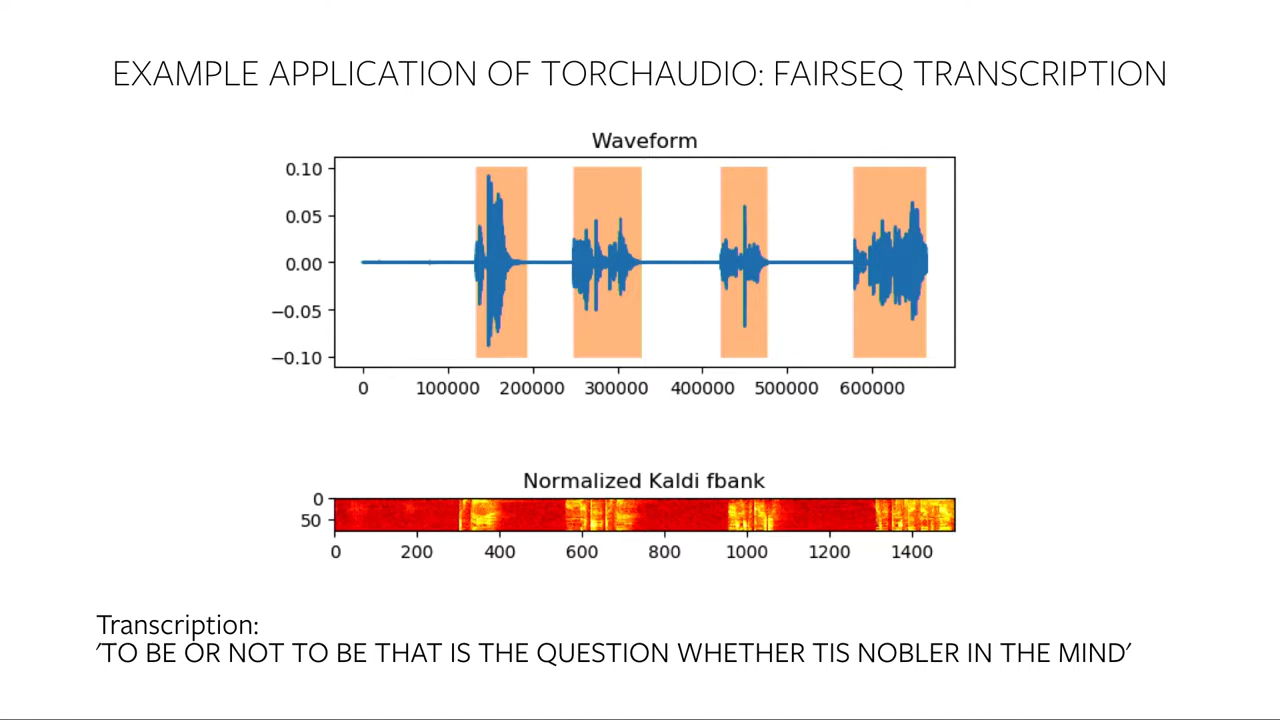 EXAMPLE APPLICATION OF TORCHAUDIO: FAIRSEQ TRANSCRIPTION
Waveform
0.10
0.05
0.00
−0.05
−0.10
0 100000 200000 300000 400000 500000 600000
Normalized Kaldi fbank
0
50
0 200 400 600 800 1000 1200 1400
Transcription:
'TO BE OR NOT TO BE THAT IS THE QUESTION WHETHER TIS NOBLER IN THE MIND'